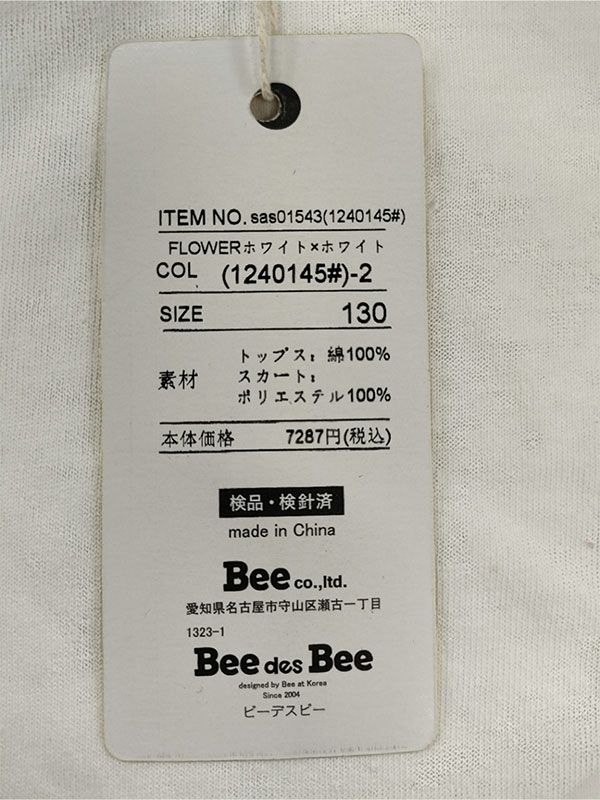 ITEM NO. sas01543(1240145#)
FLOWERホワイト×ホワイト
COL (1240145#)-2
SIZE 130
トップス: 綿100%
素材 スカート:
ポリエステル100%
本体価格 7287円(税込)
検品・検針済
made in China
Bee co.,ltd.
愛知県名古屋市守山区瀬古一丁目
1323-1
Bee des Bee
designed by Bee at Korea
Since 2004
ビーデスビー